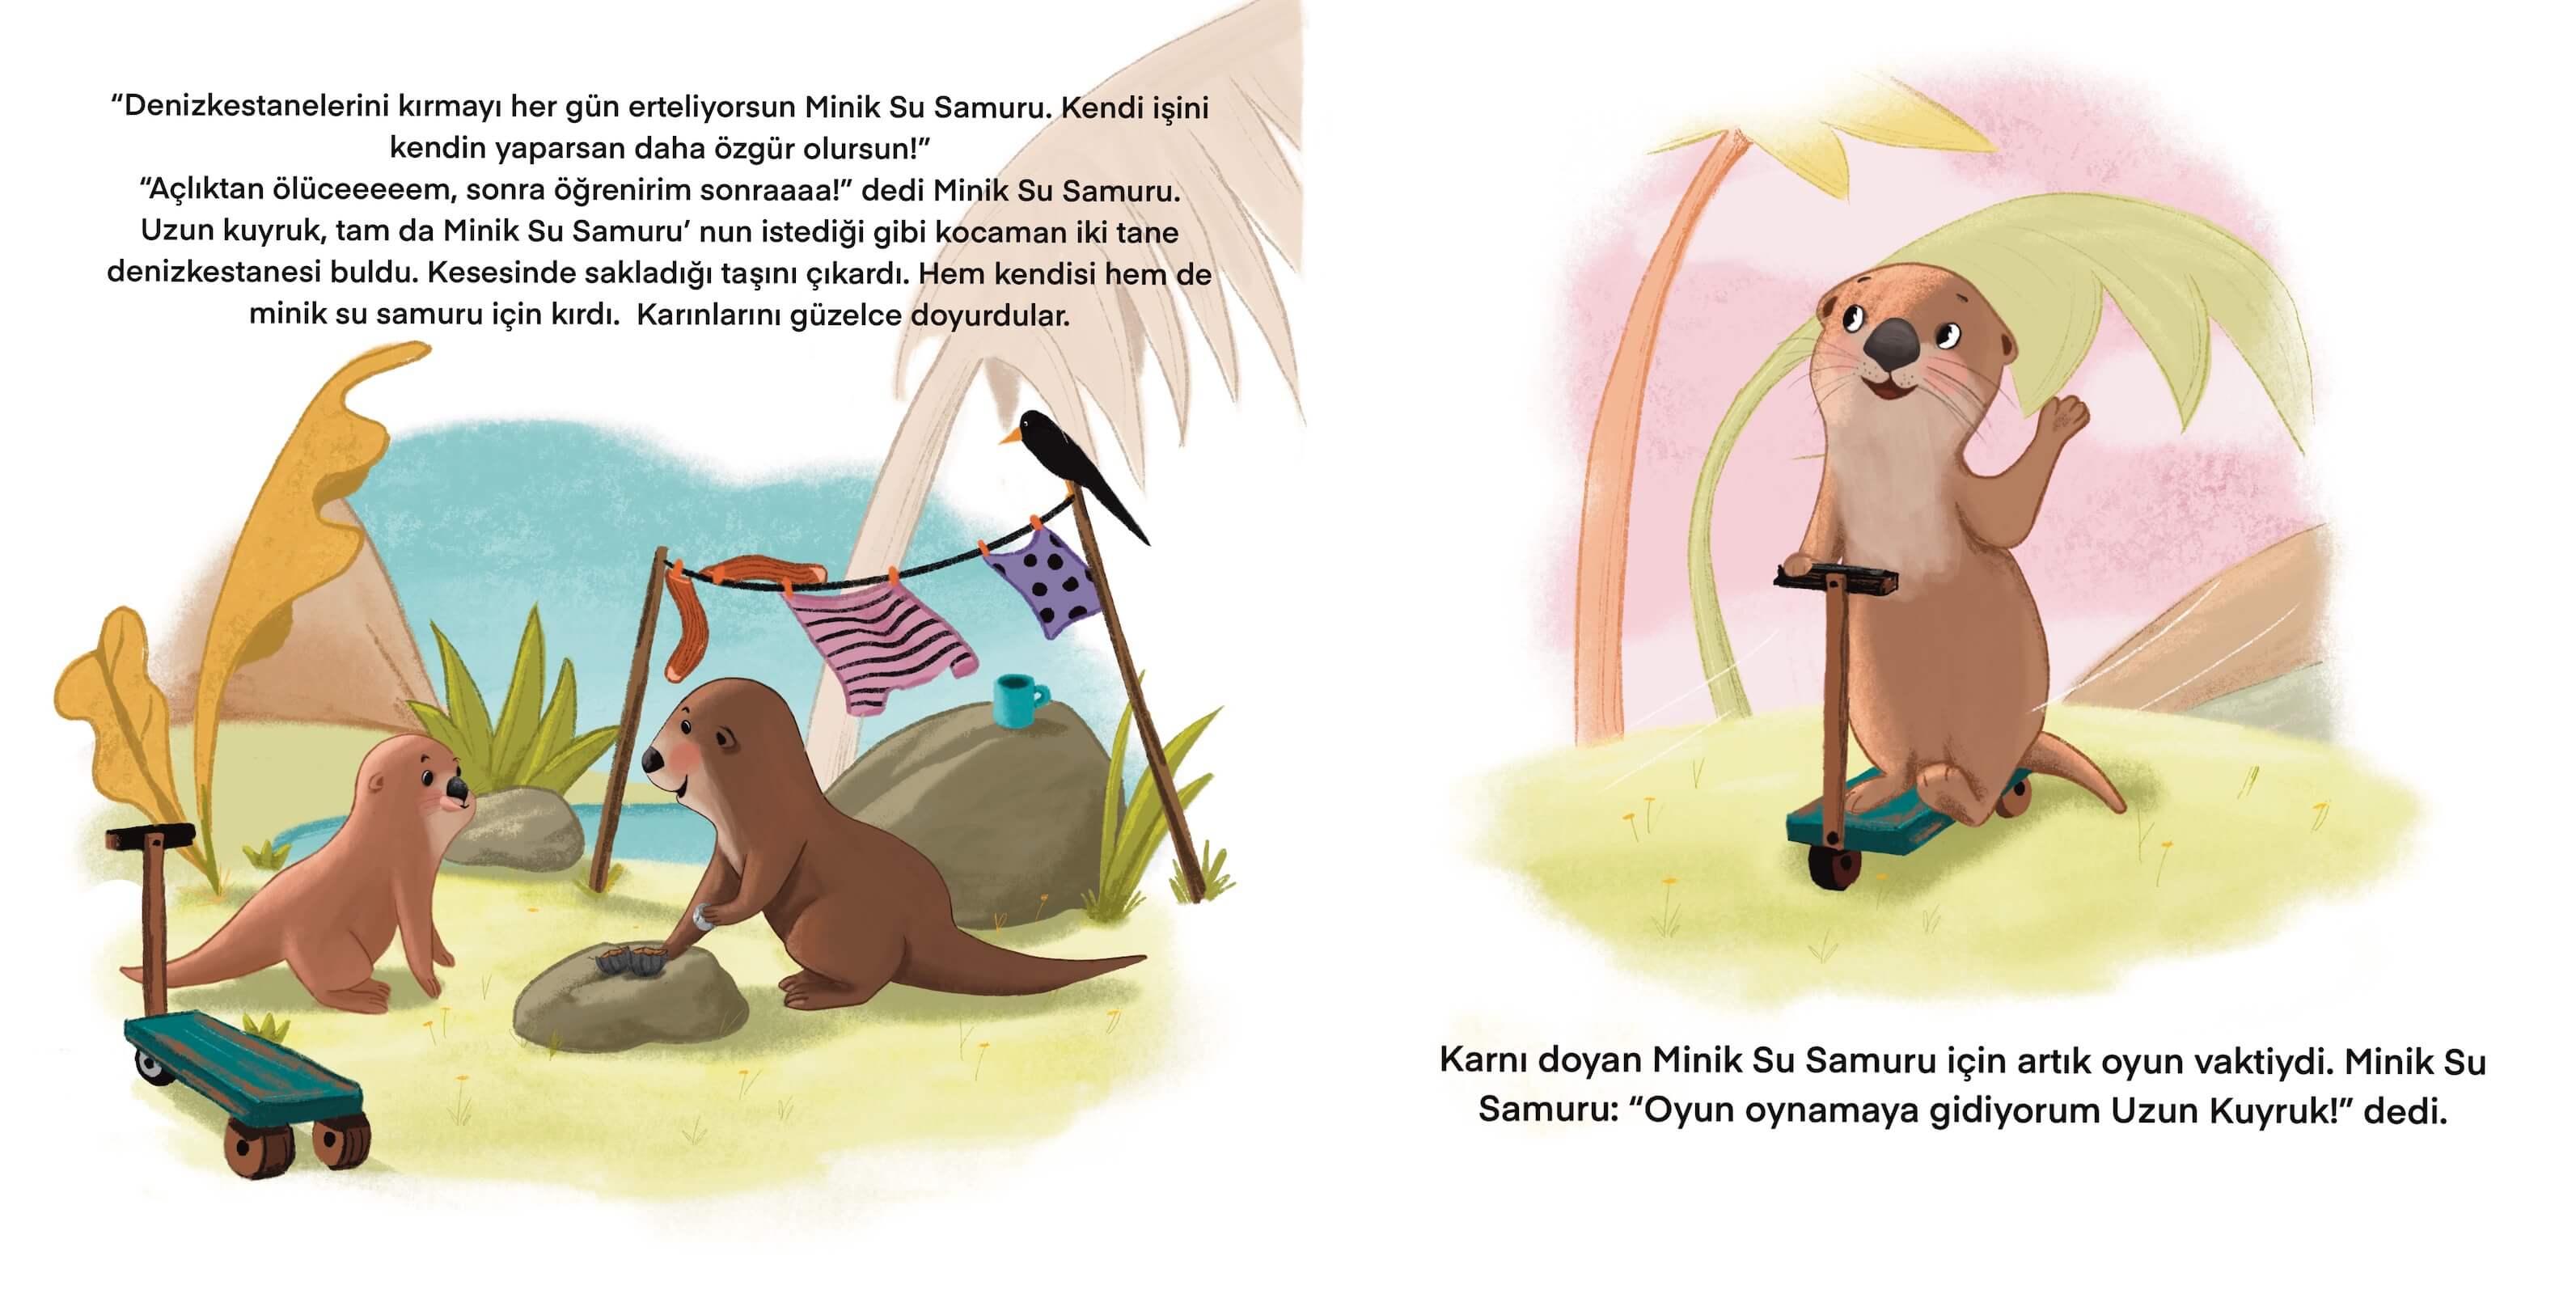 “Denizkestanelerini kırmayı her gün erteliyorsun Minik Su Samuru. Kendi işini
kendin yaparsan daha özgür olursun!”
“Açlıktan ölüceeeeem, sonra öğrenirim sonraaaa!” dedi Minik Su Samuru.
Uzun kuyruk, tam da Minik Su Samuru’ nun istediği gibi kocaman iki tane
denizkestanesi buldu. Kesesinde sakladığı taşını çıkardı. Hem kendisi hem de
minik su samuru için kırdı.  Karınlarını güzelce doyurdular.
Karnı doyan Minik Su Samuru için artık oyun vaktiydi. Minik Su
Samuru: “Oyun oynamaya gidiyorum Uzun Kuyruk!” dedi.